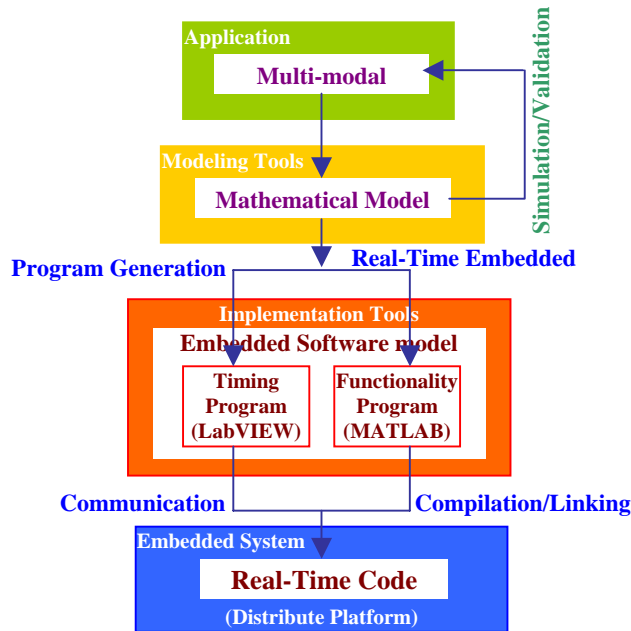 Application
Multi-modal
Simulation/Validation
Modeling Tools
Mathematical Model
Program Generation
Real-Time Embedded
Implementation Tools
Embedded Software model
Timing
Program
(LabVIEW)
Functionality
Program
(MATLAB)
Communication
Compilation/Linking
Embedded System
Real-Time Code
(Distribute Platform)